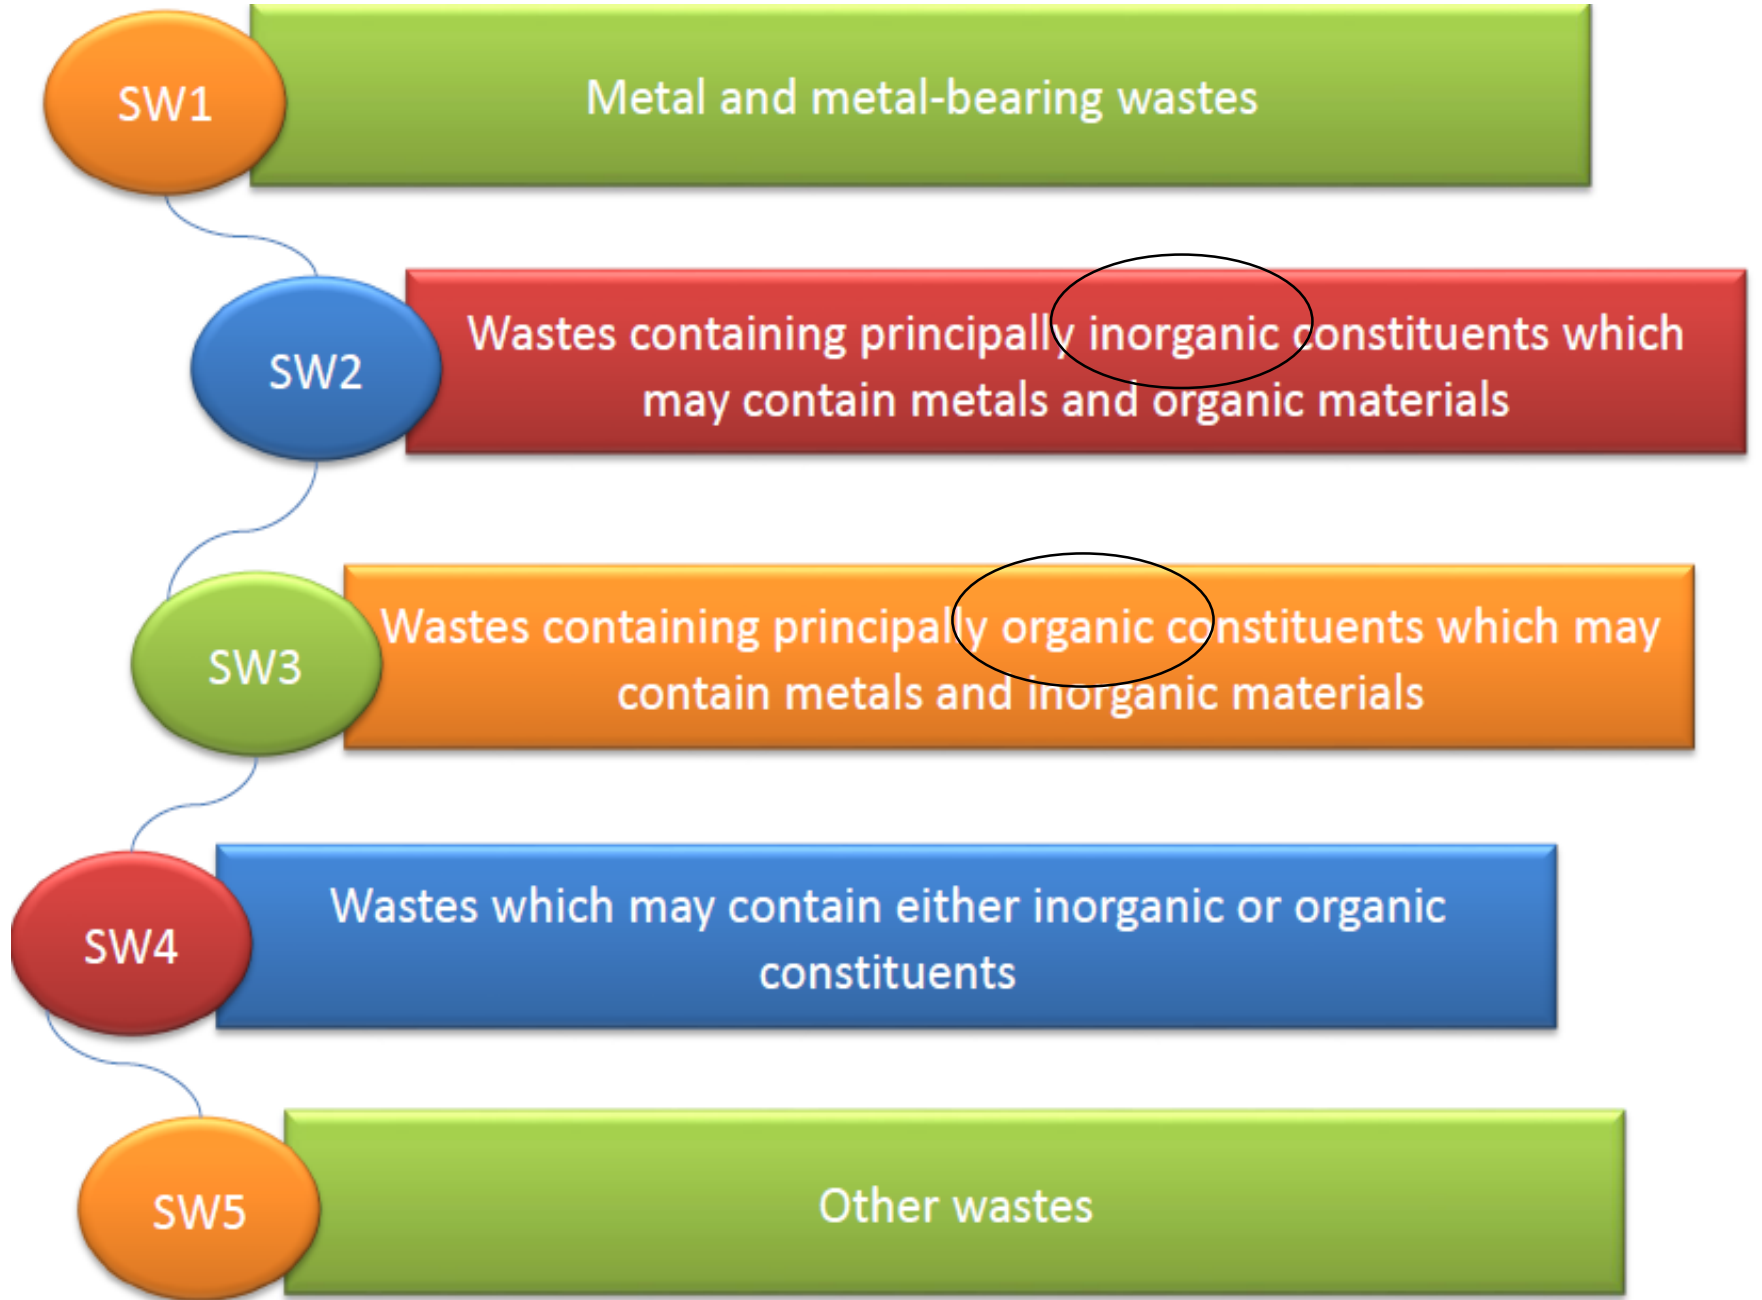 SW1
Metal and metal-bearing wastes
SW2
Wastes containing principally inorganic constituents which
may contain metals and organic materials
SW3
Wastes containing principally organic constituents which may
contain metals and inorganic materials
SW4
Wastes which may contain either inorganic or organic
constituents
SW5
Other wastes